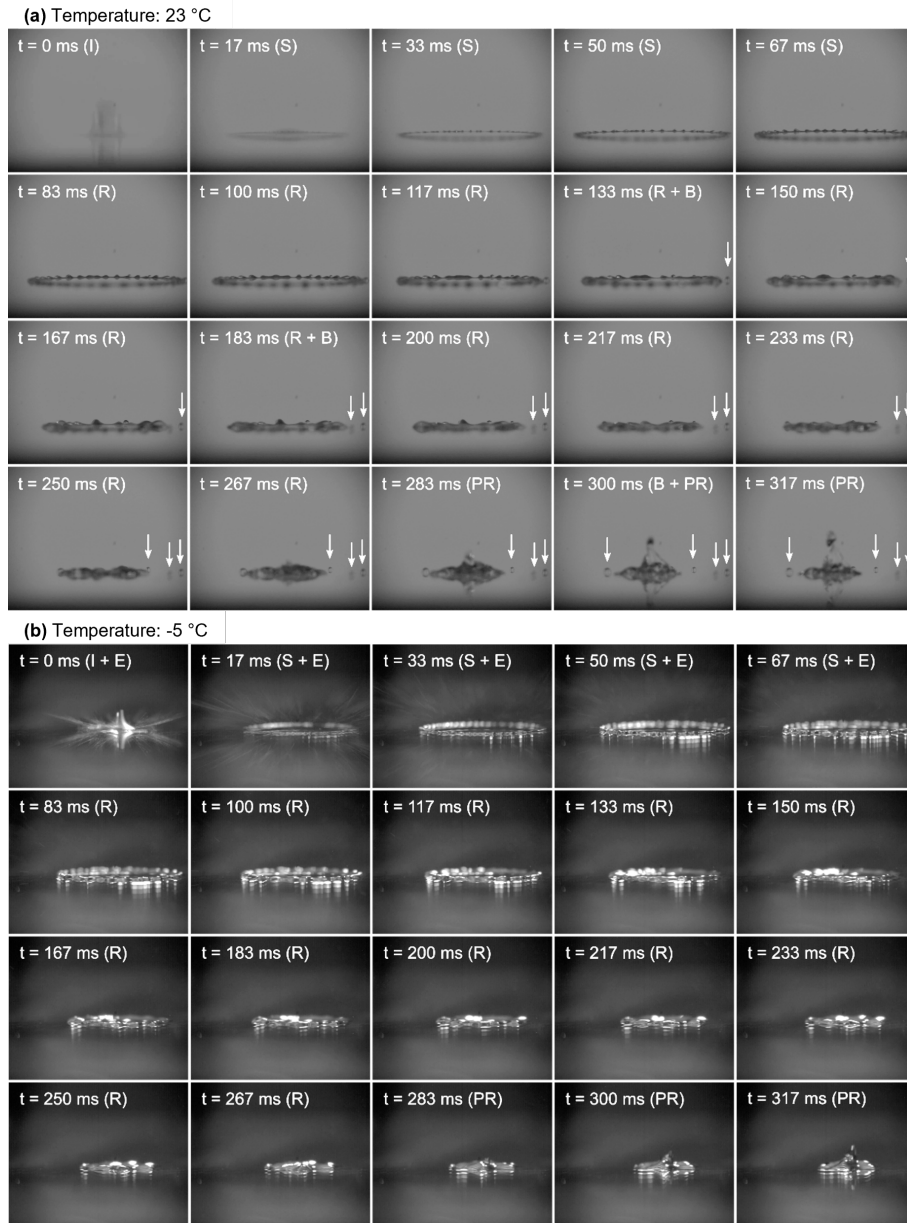 (a) Temperature: 23 °C
t = 0 ms (I)
t = 17 ms (S)
t = 33 ms (S)
t = 50 ms (S)
t = 67 ms (S)
t = 83 ms (R)
t = 100 ms (R)
t = 117 ms (R)
t = 133 ms (R + B)
t = 150 ms (R)
t = 167 ms (R)
t = 183 ms (R + B)
t = 200 ms (R)
t = 217 ms (R)
t = 233 ms (R)
t = 250 ms (R)
t = 267 ms (R)
t = 283 ms (PR)
t = 300 ms (B + PR)
t = 317 ms (PR)
(b) Temperature: -5 °C
t = 0 ms (I + E)
t = 17 ms (S + E)
t = 33 ms (S + E)
t = 50 ms (S + E)
t = 67 ms (S + E)
t = 83 ms (R)
t = 100 ms (R)
t = 117 ms (R)
t = 133 ms (R)
t = 150 ms (R)
t = 167 ms (R)
t = 183 ms (R)
t = 200 ms (R)
t = 217 ms (R)
t = 233 ms (R)
t = 250 ms (R)
t = 267 ms (R)
t = 283 ms (PR)
t = 300 ms (PR)
t = 317 ms (PR)